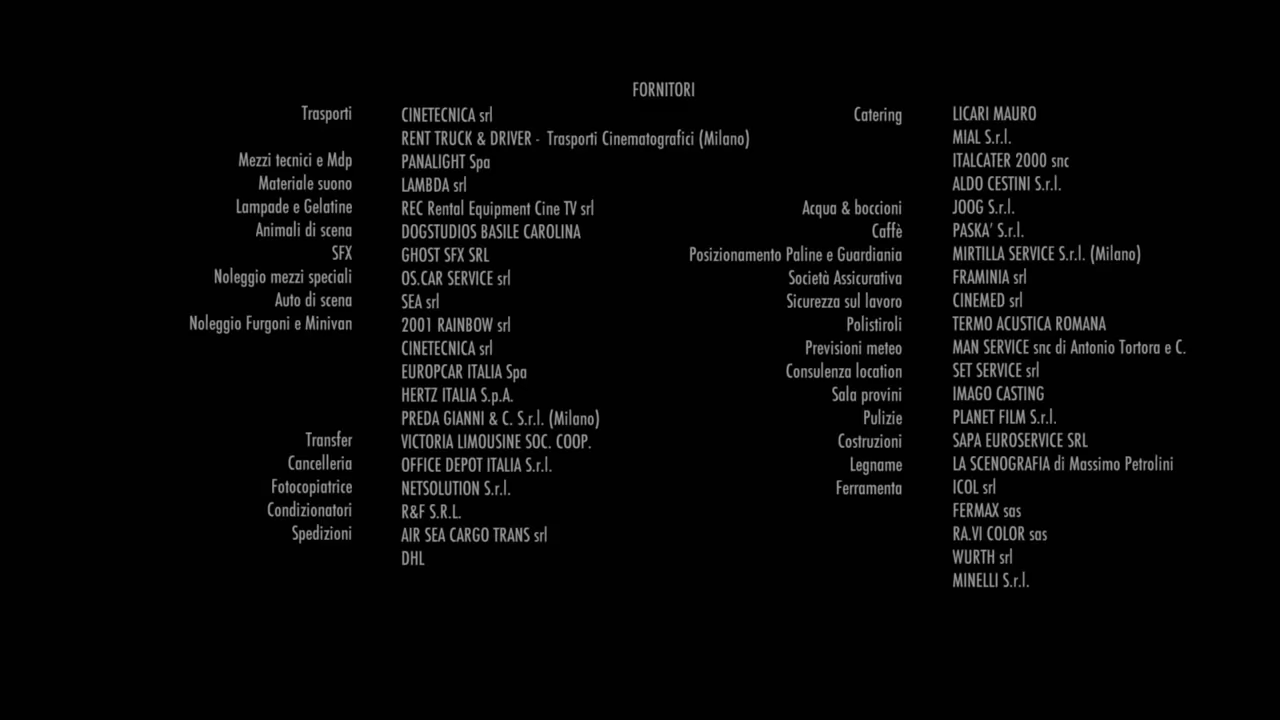 FORNITORI
Trasporti CINETECNICA srl
RENT TRUCK & DRIVER - Trasporti Cinematografici (Milano)
Mezzi tecnici e Mdp PANALIGHT Spa
Materiale suono LAMBDA srl
Lampade e Gelatine REC Rental Equipment Cine TV srl
Animali di scena DOGSTUDIOS BASILE CAROLINA
SFX GHOST SFX SRL
Noleggio mezzi speciali OS.CAR SERVICE srl
Auto di scena SEA srl
Noleggio Furgoni e Minivan 2001 RAINBOW srl
CINETECNICA srl
EUROPCAR ITALIA Spa
HERTZ ITALIA S.p.A.
PREDA GIANNI & C. S.r.l. (Milano)
Transfer VICTORIA LIMOUSINE SOC. COOP.
Cancelleria OFFICE DEPOT ITALIA S.r.l.
Fotocopiatrice NETSOLUTION S.r.l.
Condizionatori R&F S.R.L.
Spedizioni AIR SEA CARGO TRANS srl
DHL
Catering LICARI MAURO
MIAL S.r.l.
ITALCATER 2000 snc
ALDO CESTINI S.r.l.
Acqua & boccioni JOOG S.r.l.
Caffè PASKA' S.r.l.
Posizionamento Paline e Guardiania MIRTILLA SERVICE S.r.l. (Milano)
Società Assicurativa FRAMINIA srl
Sicurezza sul lavoro CINEMED srl
Polistiroli TERMO ACUSTICA ROMANA
Previsioni meteo MAN SERVICE snc di Antonio Tortora e C.
Consulenza location SET SERVICE srl
Sala provini IMAGO CASTING
Pulizie PLANET FILM S.r.l.
Costruzioni SAPA EUROSERVICE SRL
Legname LA SCENOGRAFIA di Massimo Petrolini
Ferramenta ICOL srl
FERMAX sas
RA.VI COLOR sas
WURTH srl
MINELLI S.r.l.